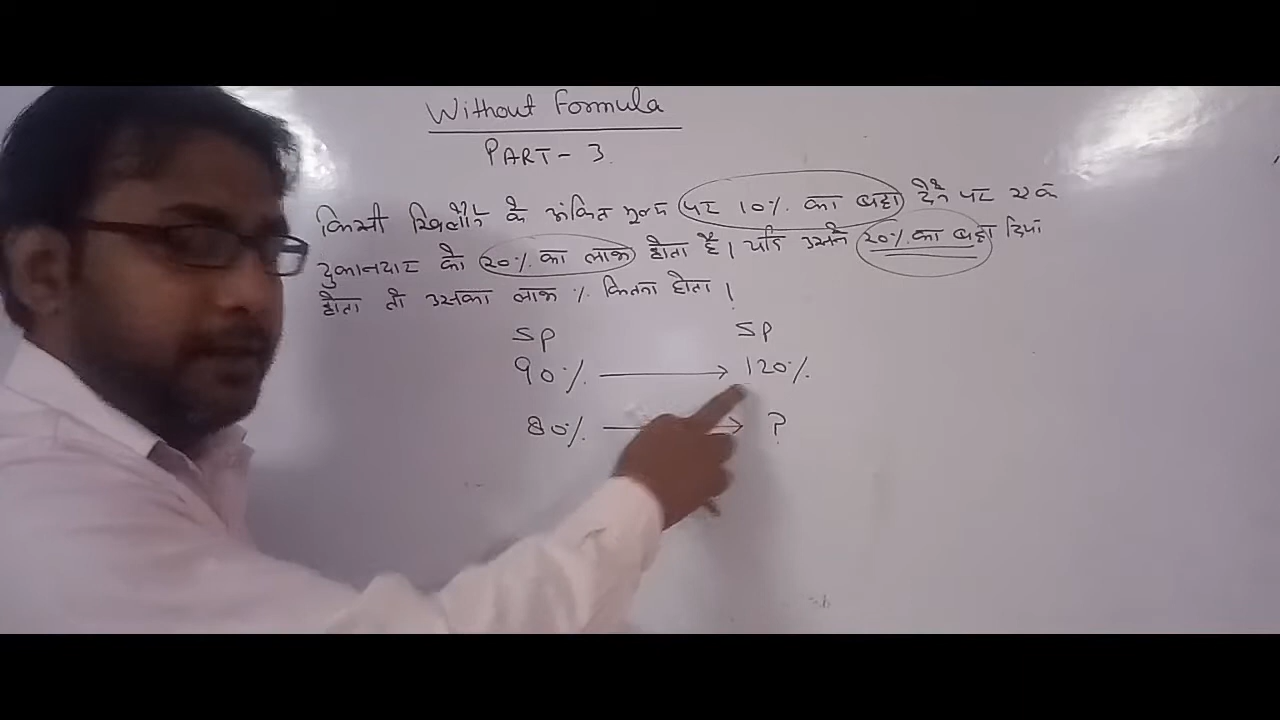 Without Formula
PART - 3
किसी खिलौने के अंकित मूल्य पर 10% का बट्टा देने पर एक
दुकानदार को 20% का लाभ होता है। यदि उसने 20% का बट्टा दिया
होता तो उसका लाभ % कितना होता।
SP SP
90% → 120%
80% → ?